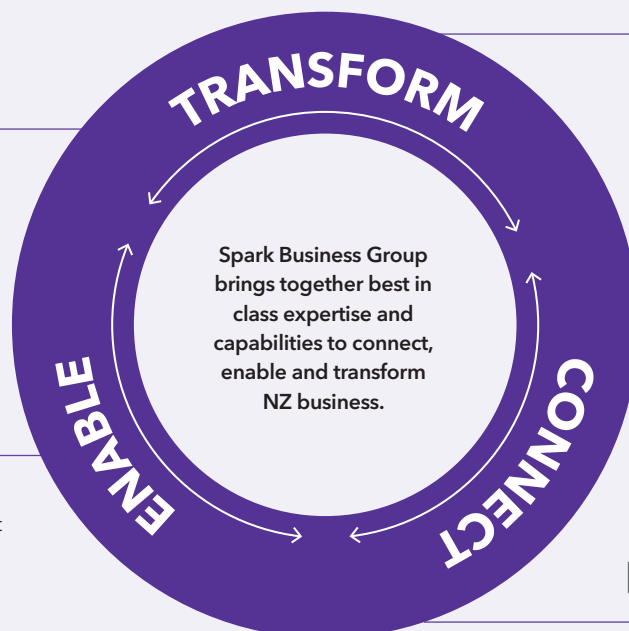 TRANSFORM
Spark Business Group
brings together best in
class expertise and
capabilities to connect,
enable and transform
NZ business.
ENABLE
CONNECT